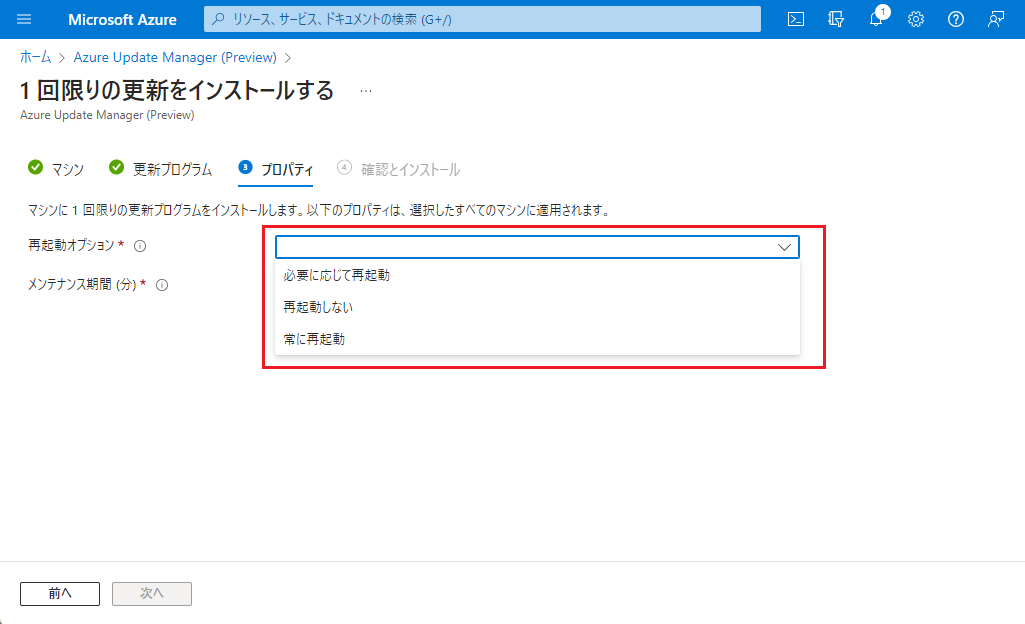 Microsoft Azure
リソース、サービス、ドキュメントの検索 (G+/)
1
ホーム > Azure Update Manager (Preview) >
1 回限りの更新をインストールする ...
Azure Update Manager (Preview)
マシン 更新プログラム 3 プロパティ 4 確認とインストール
マシンに 1 回限りの更新プログラムをインストールします。以下のプロパティは、選択したすべてのマシンに適用されます。
再起動オプション *
必要に応じて再起動
メンテナンス期間 (分) *
再起動しない
常に再起動
前へ 次へ